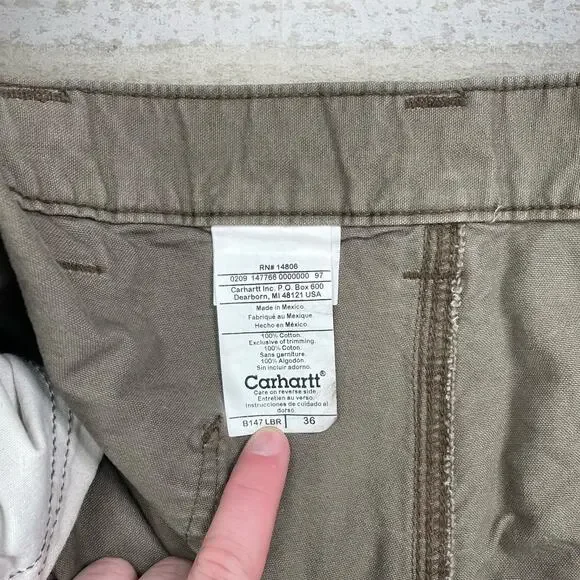 RN# 14806
0209 147766 0000000 97
Carhartt Inc. P.O. Box 600
Dearborn, MI 48121 USA
Made in Mexico.
Fabriqué au Mexique
Hecho en México.
100% Cotton.
Exclusive of trimming.
100% Coton.
Sans garniture.
100% Algodón.
Sin incluir adorno.
Carhartt
Care on reverse side.
Entretien au verso.
Instrucciones de cuidado al
dorso.
B147 LBR 36